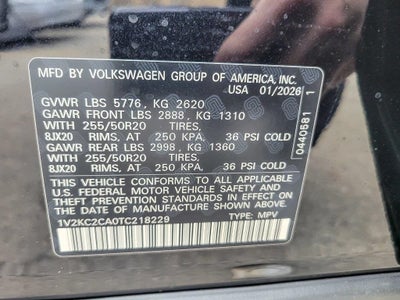 MFD. BY VOLKSWAGEN GROUP OF AMERICA, INC.
USA 01/2026
GVWR LBS 5776, KG 2620
GAWR FRONT LBS 2888, KG 1310
WITH 255/50R20 TIRES,
8JX20 RIMS, AT 250 KPA, 36 PSI COLD
GAWR REAR LBS 2998, KG 1360
WITH 255/50R20 TIRES,
8JX20 RIMS, AT 250 KPA, 36 PSI COLD
THIS VEHICLE CONFORMS TO ALL APPLICABLE
U.S. FEDERAL MOTOR VEHICLE SAFETY AND
THEFT PREVENTION STANDARDS IN EFFECT ON
THE DATE OF MANUFACTURE SHOWN ABOVE.
1V2KC2CA0TC218229 TYPE: MPV
0440681 1